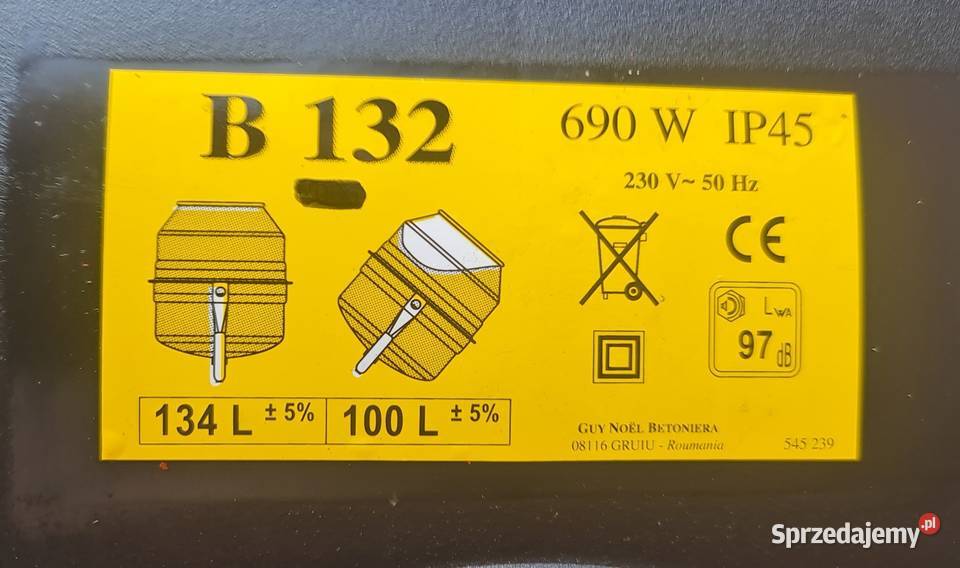 B 132
690 W IP45
230 V~ 50 Hz
CE
LWA
97 dB
134 L ± 5%
100 L ± 5%
GUY NOËL BETONIERA
08116 GRUIU - Roumania
545 239
Sprzedajemy.pl